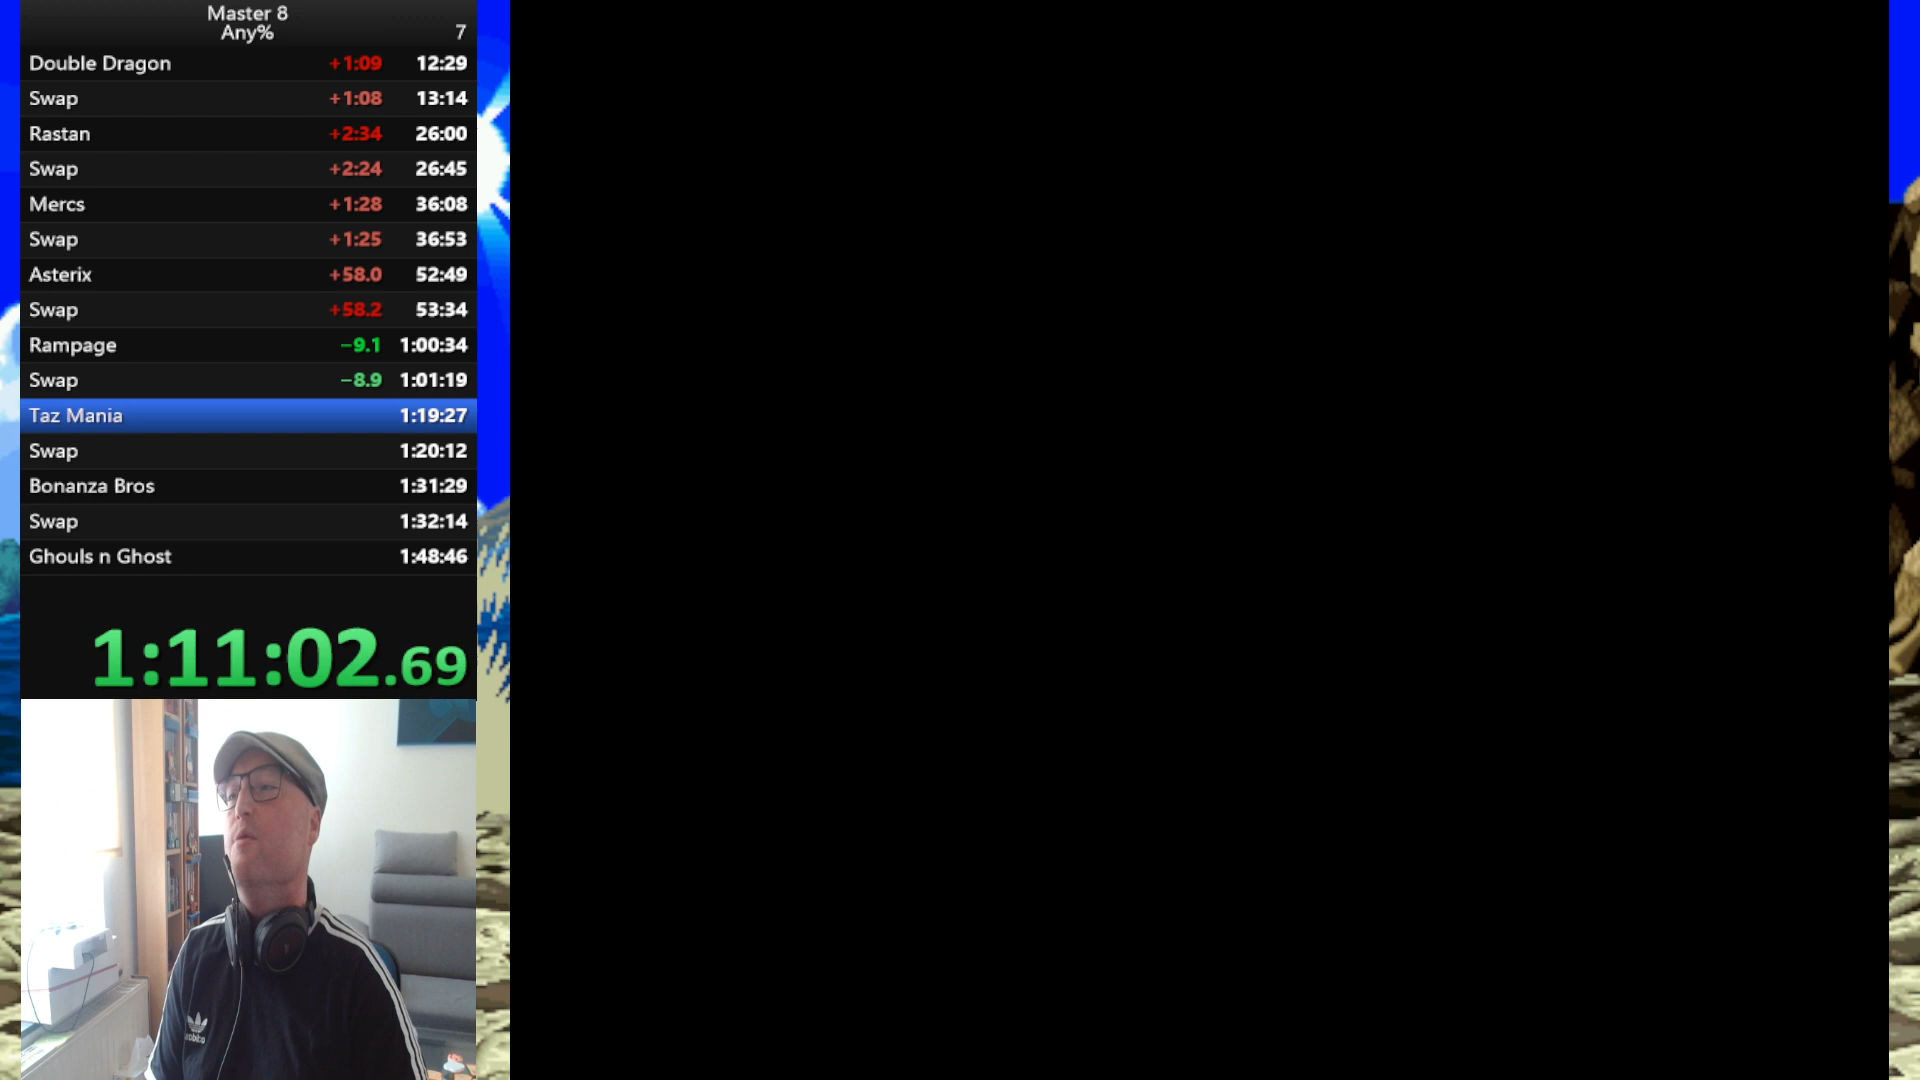 Master 8
Any%
7
Double Dragon +1:09 12:29
Swap +1:08 13:14
Rastan +2:34 26:00
Swap +2:24 26:45
Mercs +1:28 36:08
Swap +1:25 36:53
Asterix +58.0 52:49
Swap +58.2 53:34
Rampage −9.1 1:00:34
Swap −8.9 1:01:19
Taz Mania 1:19:27
Swap 1:20:12
Bonanza Bros 1:31:29
Swap 1:32:14
Ghouls n Ghost 1:48:46
1:11:02.69